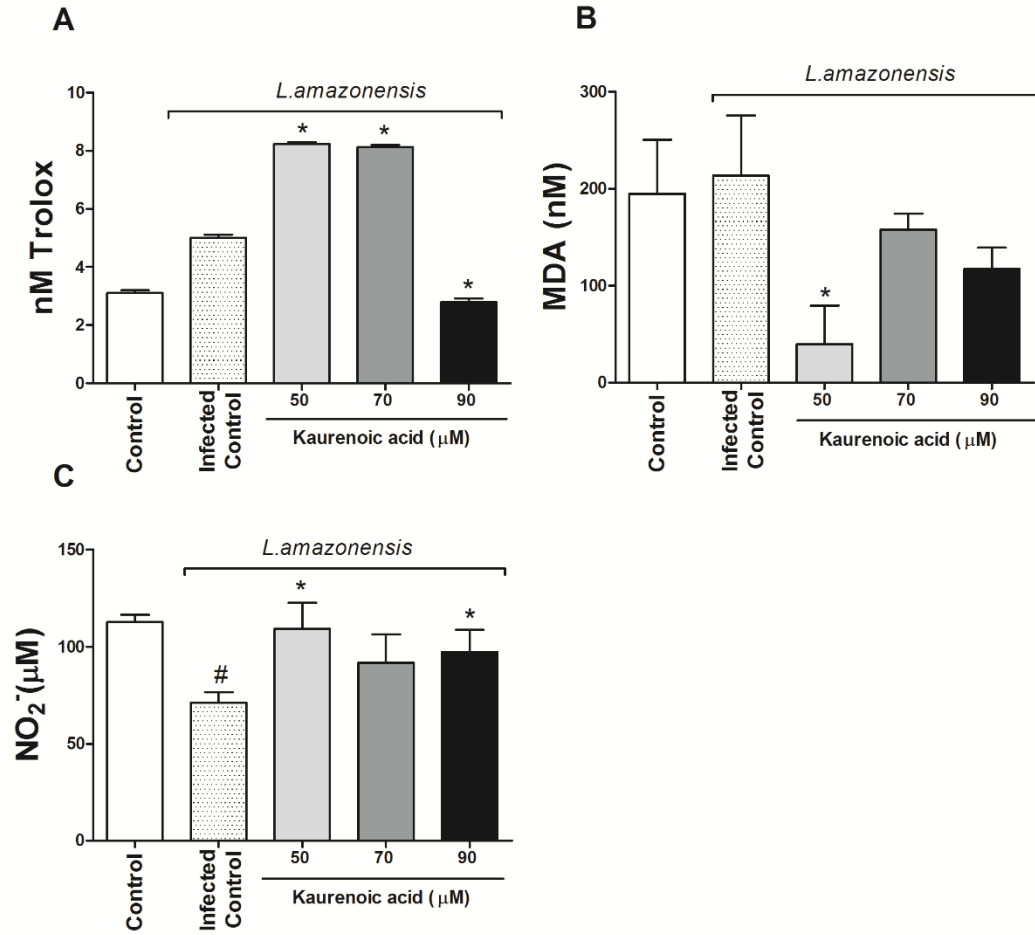 A
L.amazonensis
nM Trolox
10
8
6
4
2
0
* * *
Control
Infected
Control
50 70 90
Kaurenoic acid (μM)
B
L.amazonensis
MDA (nM)
300
200
100
0
*
Control
Infected
Control
50 70 90
Kaurenoic acid (μM)
C
L.amazonensis
NO₂⁻(μM)
150
100
50
0
# * *
Control
Infected
Control
50 70 90
Kaurenoic acid (μM)